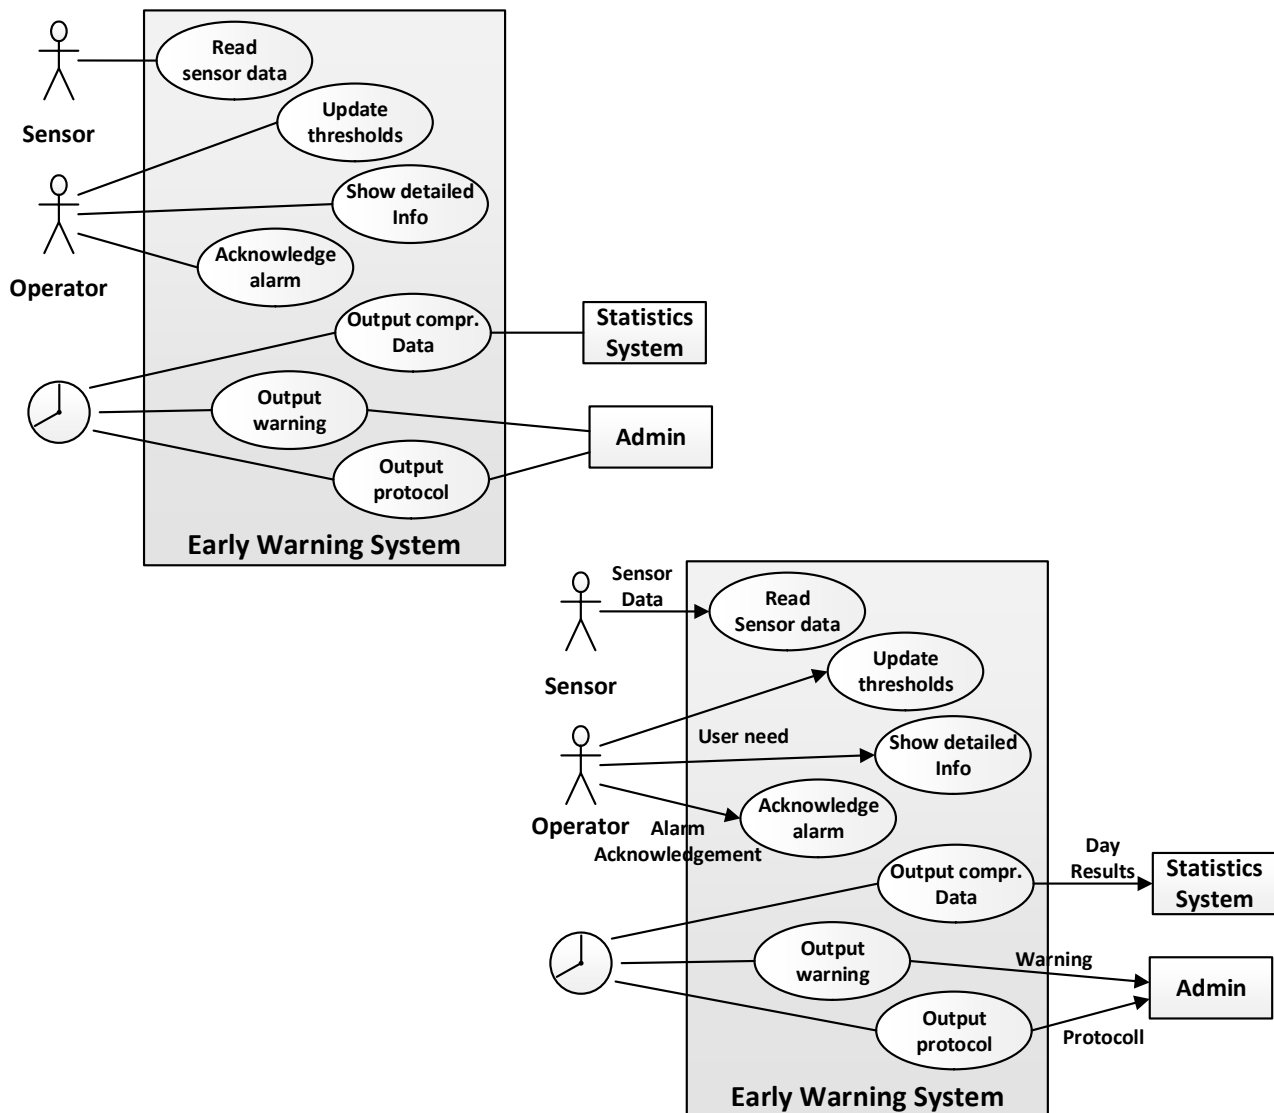 Read
sensor data
Sensor
Update
thresholds
Show detailed
Info
Operator
Acknowledge
alarm
Output compr.
Data
Statistics
System
Output
warning
Admin
Output
protocol
Early Warning System
Sensor
Data
Read
Sensor data
Sensor
Update
thresholds
User need
Show detailed
Info
Operator
Alarm
Acknowledgement
Acknowledge
alarm
Output compr.
Data
Day
Results
Statistics
System
Output
warning
Warning
Admin
Output
protocol
Protocoll
Early Warning System